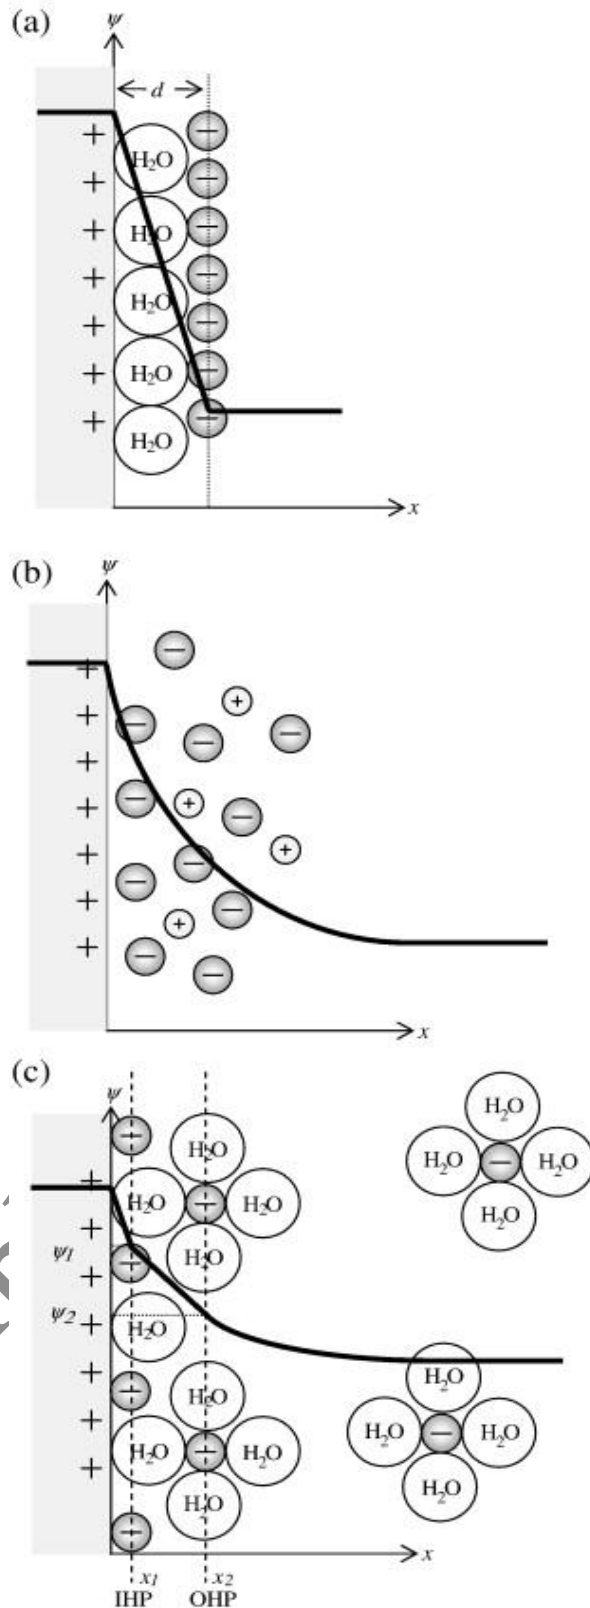 (a)
ψ
d
+
H₂O
+
H₂O
+
+
H₂O
+
+
H₂O
+
H₂O
x
(b)
ψ
+
+
+
+
+
+
+
+
+
+
+
x
(c)
ψ
H₂O
H₂O
H₂O
H₂O
H₂O
H₂O
H₂O
H₂O
ψ₁
H₂O
ψ₂
H₂O
H₂O
H₂O
H₂O
H₂O
H₂O
H₂O
H₂O
H₂O
x
x₁ x₂
IHP OHP